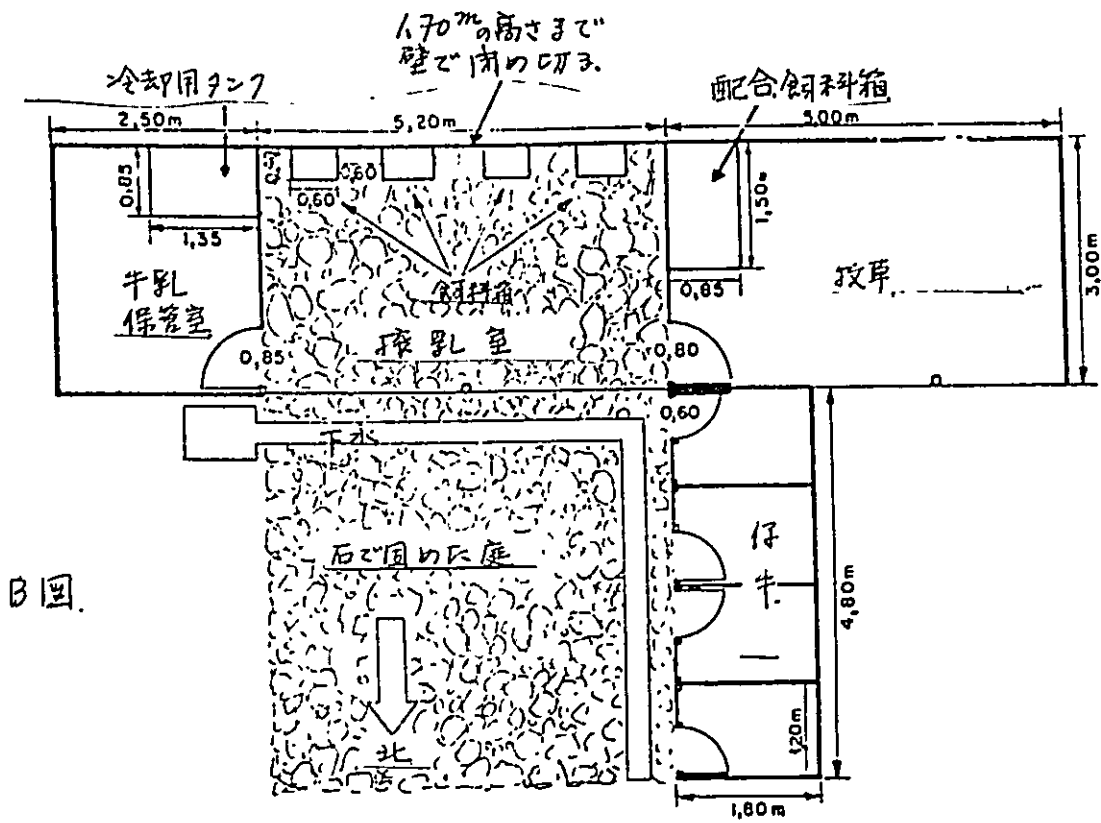 1.70mの高さまで
壁で閉め切る.
冷却用タンク
配合飼料箱
2,50m
5,20m
5,00m
0,85
1,35
0,60
0,60
1,50m
0,85
3,00m
飼料箱
牛乳
保管室
搾乳室
牧草
0,85
0,80
0,60
下水
石で固めた庭
仔
牛
4,80m
B図.
北
1,20m
1,80m